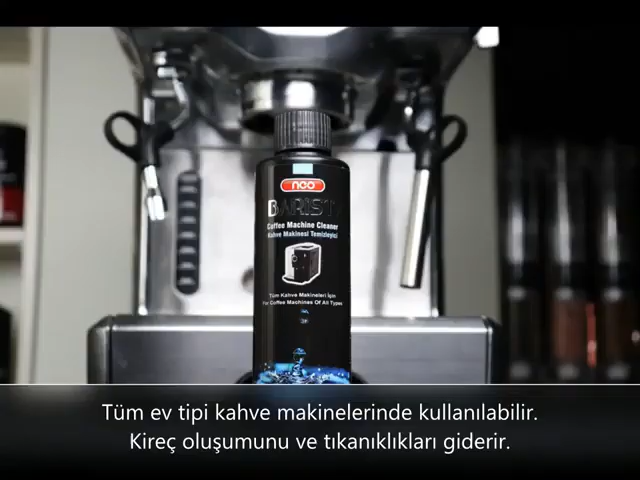 neo
BARISTA
Coffee Machine Cleaner
Kahve Makinesi Temizleyici
Tüm Kahve Makineleri İçin
For Coffee Machines Of All Types
Tüm ev tipi kahve makinelerinde kullanılabilir.
Kireç oluşumunu ve tıkanıklıkları giderir.